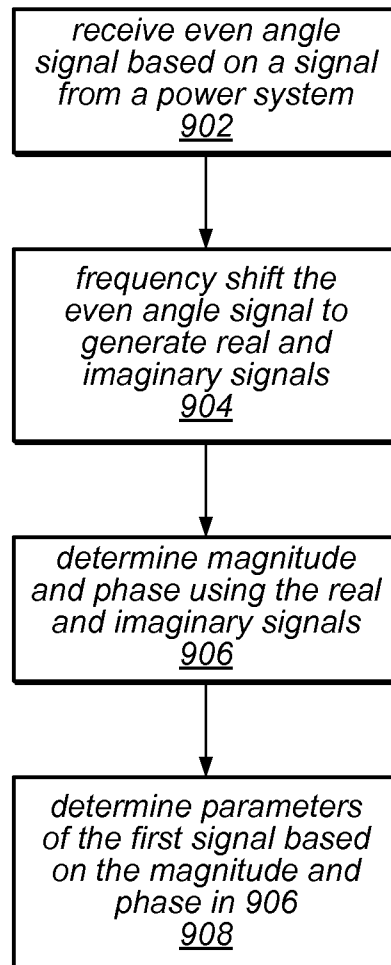 receive even angle
signal based on a signal
from a power system
902
frequency shift the
even angle signal to
generate real and
imaginary signals
904
determine magnitude
and phase using the real
and imaginary signals
906
determine parameters
of the first signal based
on the magnitude and
phase in 906
908